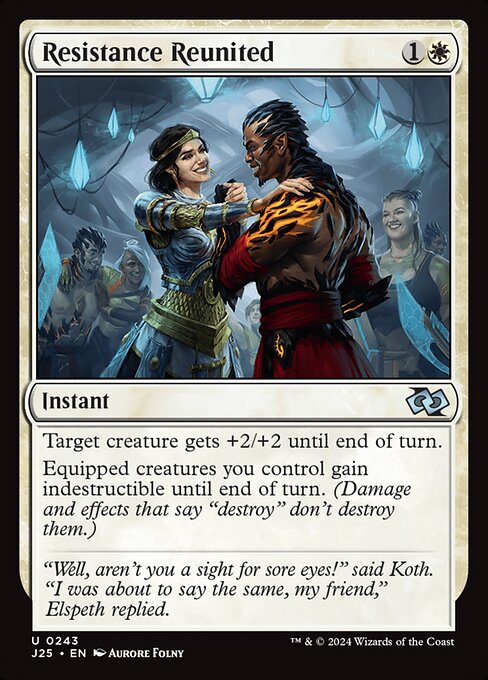 Resistance Reunited 1
Instant
Target creature gets +2/+2 until end of turn.
Equipped creatures you control gain
indestructible until end of turn. (Damage
and effects that say “destroy” don’t destroy
them.)
“Well, aren’t you a sight for sore eyes!” said Koth.
“I was about to say the same, my friend,”
Elspeth replied.
U 0243
J25 • EN Aurore Folny
™ & © 2024 Wizards of the Coast